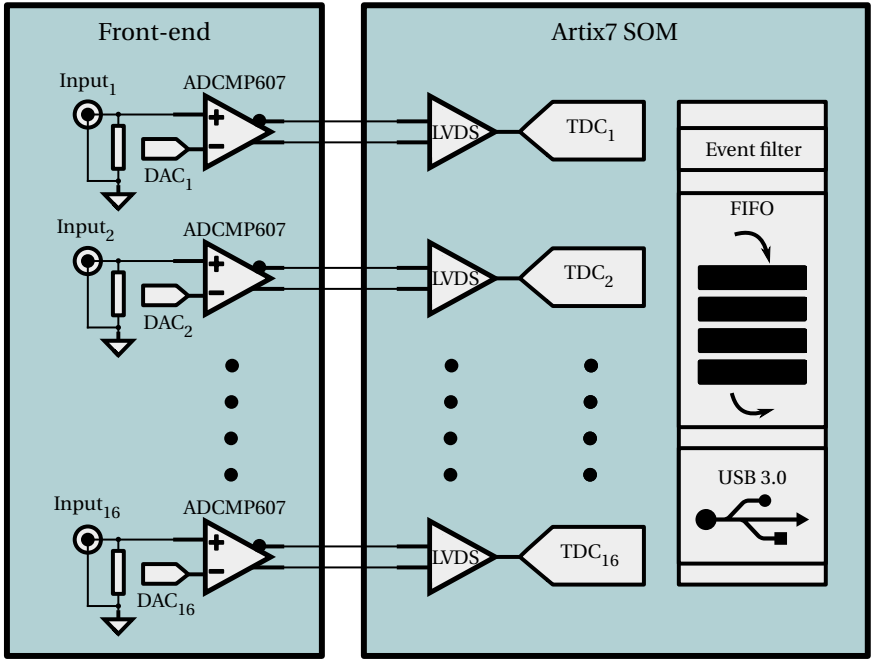 Front-end
Artix7 SOM
Input₁
ADCMP607
DAC₁
LVDS
TDC₁
Event filter
Input₂
ADCMP607
DAC₂
LVDS
TDC₂
FIFO
Input₁₆
ADCMP607
DAC₁₆
LVDS
TDC₁₆
USB 3.0